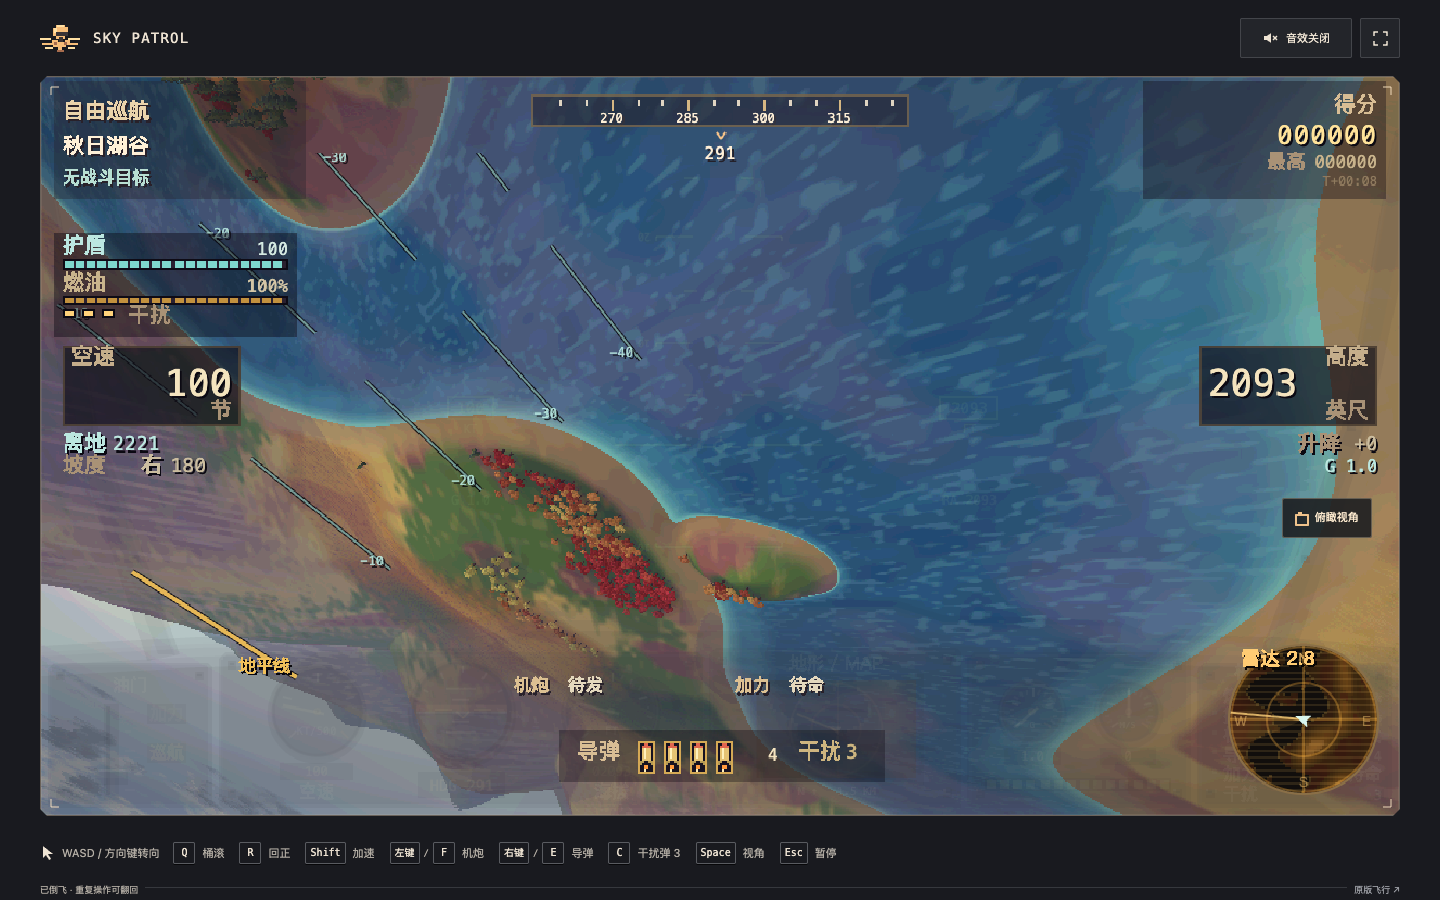 SKY PATROL
音效关闭
自由巡航
秋日湖谷
无战斗目标
270 285 300 315
291
得分
000000
最高 000000
T+00:08
-30
-20
护盾 100
燃油 100%
干扰
空速
100
节
离地 2221
坡度 右 180
-40
-30
-20
-10
高度
2093
英尺
升降 +0
G 1.0
俯瞰视角
地平线
地形 / MAP
机炮 待发
加力 待命
雷达 2.8
N
W E
S
导弹 4 干扰 3
WASD / 方向键转向 Q 桶滚 R 回正 Shift 加速 左键 / F 机炮 右键 / E 导弹 C 干扰弹 3 Space 视角 Esc 暂停
已倒飞 · 重复操作可翻回
原版飞行 ↗